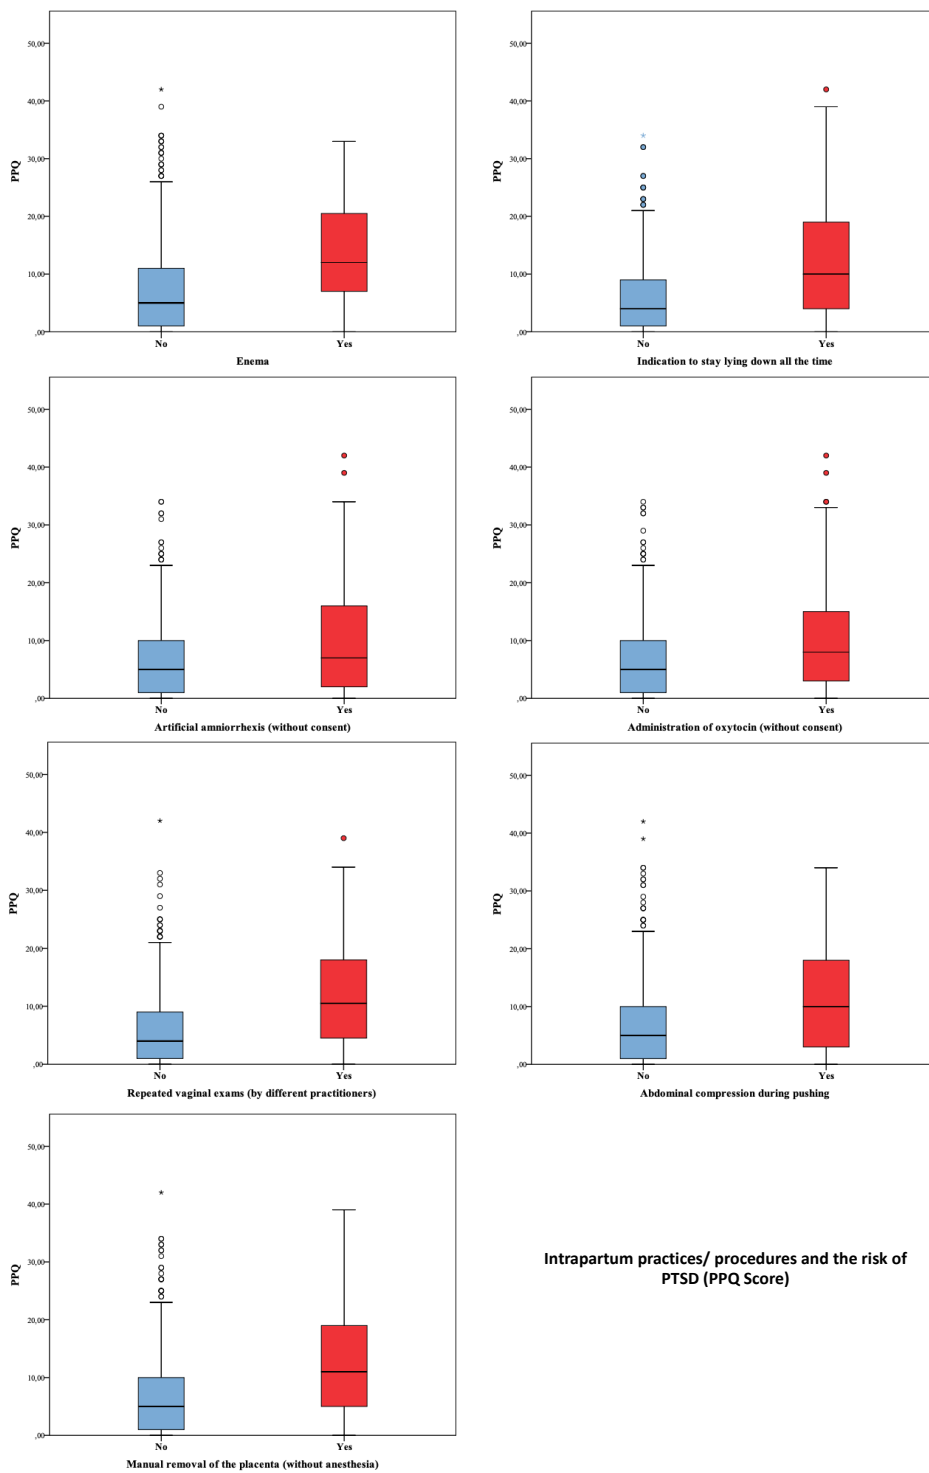 50,00
40,00
30,00
20,00
10,00
,00
PPQ
No Yes
Enema
50,00
40,00
30,00
20,00
10,00
,00
PPQ
No Yes
Indication to stay lying down all the time
50,00
40,00
30,00
20,00
10,00
,00
PPQ
No Yes
Artificial amniorrhexis (without consent)
50,00
40,00
30,00
20,00
10,00
,00
PPQ
No Yes
Administration of oxytocin (without consent)
50,00
40,00
30,00
20,00
10,00
,00
PPQ
No Yes
Repeated vaginal exams (by different practitioners)
50,00
40,00
30,00
20,00
10,00
,00
PPQ
No Yes
Abdominal compression during pushing
50,00
40,00
30,00
20,00
10,00
,00
PPQ
No Yes
Manual removal of the placenta (without anesthesia)
Intrapartum practices/ procedures and the risk of
PTSD (PPQ Score)